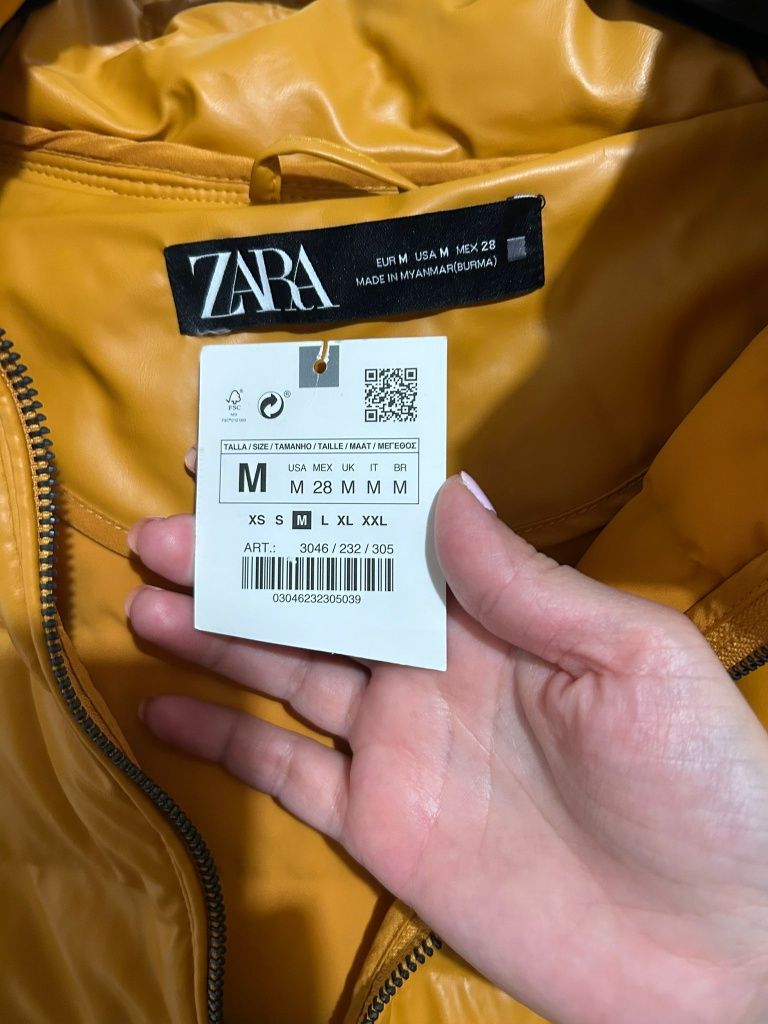 ZARA
EUR M USA M MEX 28
MADE IN MYANMAR(BURMA)
FSC
TALLA / SIZE / TAMANHO / TAILLE / MAAT / ΜΕΓΕΘΟΣ
M
USA MEX UK IT BR
M 28 M M M
XS S M L XL XXL
ART.: 3046 / 232 / 305
03046232305039